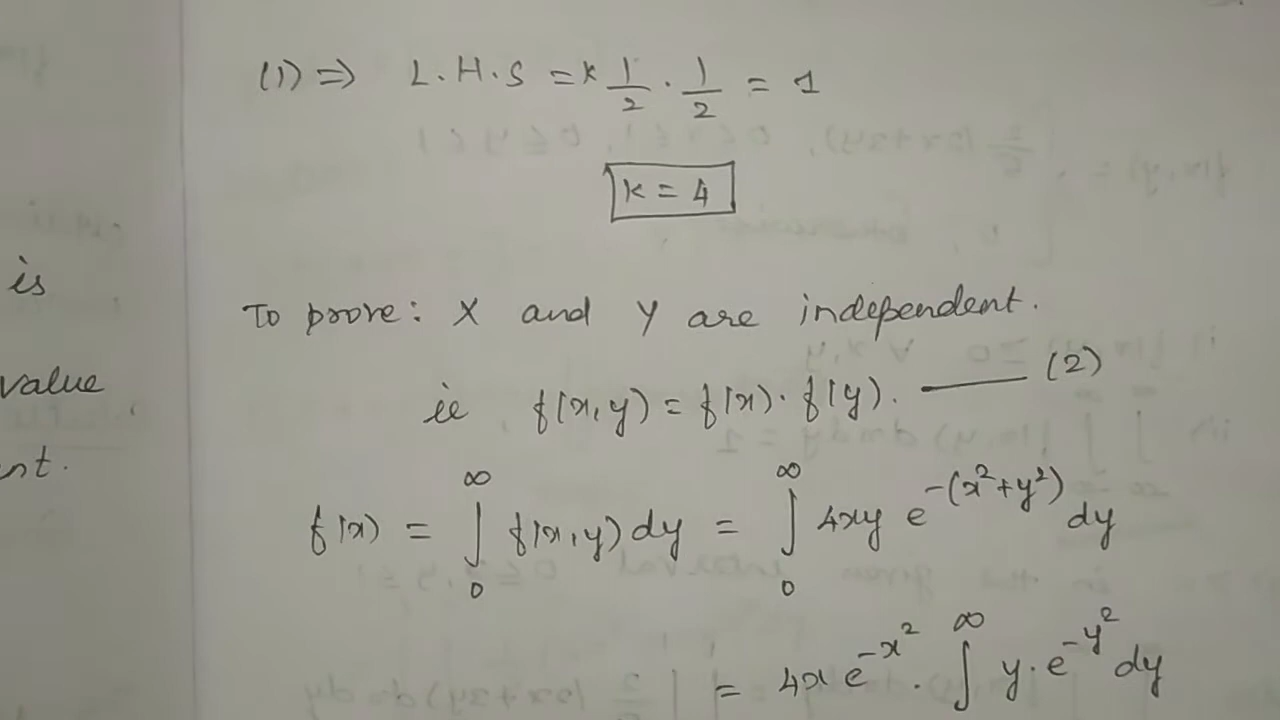 (1) => L.H.S = k 1/2 · 1/2 = 1
k = 4
is
To prove: X and Y are independent.
value
ie f(x,y) = f(x)· f(y). —— (2)
nt.
f(x) = ∫₀^∞ f(x,y) dy = ∫₀^∞ 4xy e^-(x²+y²) dy
= 4x e^-x² . ∫^∞ y· e^-y² dy